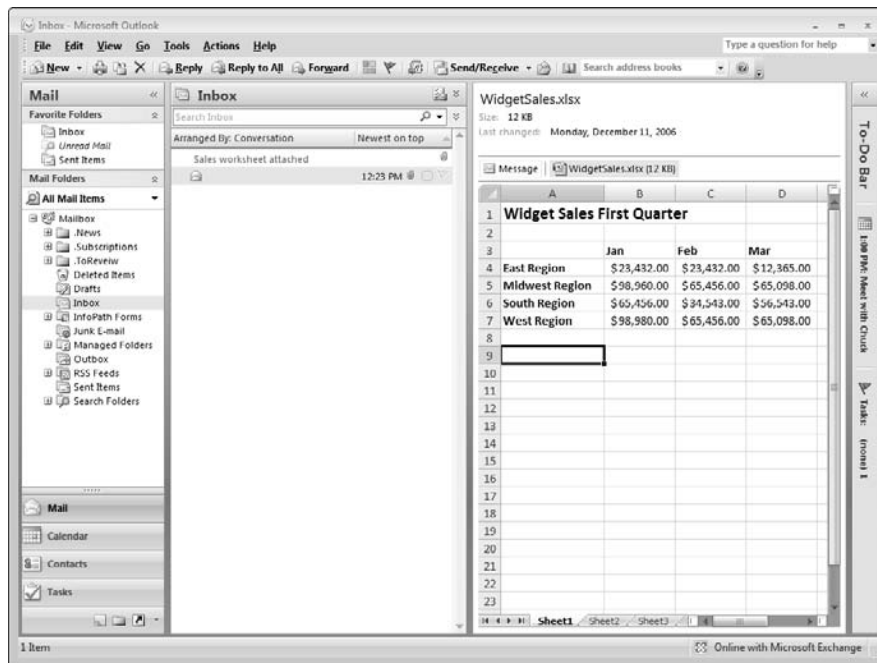 Inbox - Microsoft Outlook
File Edit View Go Tools Actions Help
Type a question for help
New Reply Reply to All Forward Send/Receive Search address books
Mail
Favorite Folders
Inbox
Unread Mail
Sent Items
Mail Folders
All Mail Items
Mailbox
.News
.Subscriptions
.ToReveiw
Deleted Items
Drafts
Inbox
InfoPath Forms
Junk E-mail
Managed Folders
Outbox
RSS Feeds
Sent Items
Search Folders
Mail
Calendar
Contacts
Tasks
Inbox
Search Inbox
Arranged By: Conversation Newest on top
Sales worksheet attached
12:23 PM
WidgetSales.xlsx
Size: 12 KB
Last changed: Monday, December 11, 2006
Message WidgetSales.xlsx (12 KB)
A B C D
1 Widget Sales First Quarter
2
3 Jan Feb Mar
4 East Region $23,432.00 $23,432.00 $12,365.00
5 Midwest Region $98,960.00 $65,456.00 $65,098.00
6 South Region $65,456.00 $34,543.00 $56,543.00
7 West Region $98,980.00 $65,456.00 $65,098.00
8
9
10
11
12
13
14
15
16
17
18
19
20
21
22
23
Sheet1 Sheet2 Sheet3
To-Do Bar
1:00 PM: Meet with Chuck
Tasks: (none)
1 Item
Online with Microsoft Exchange